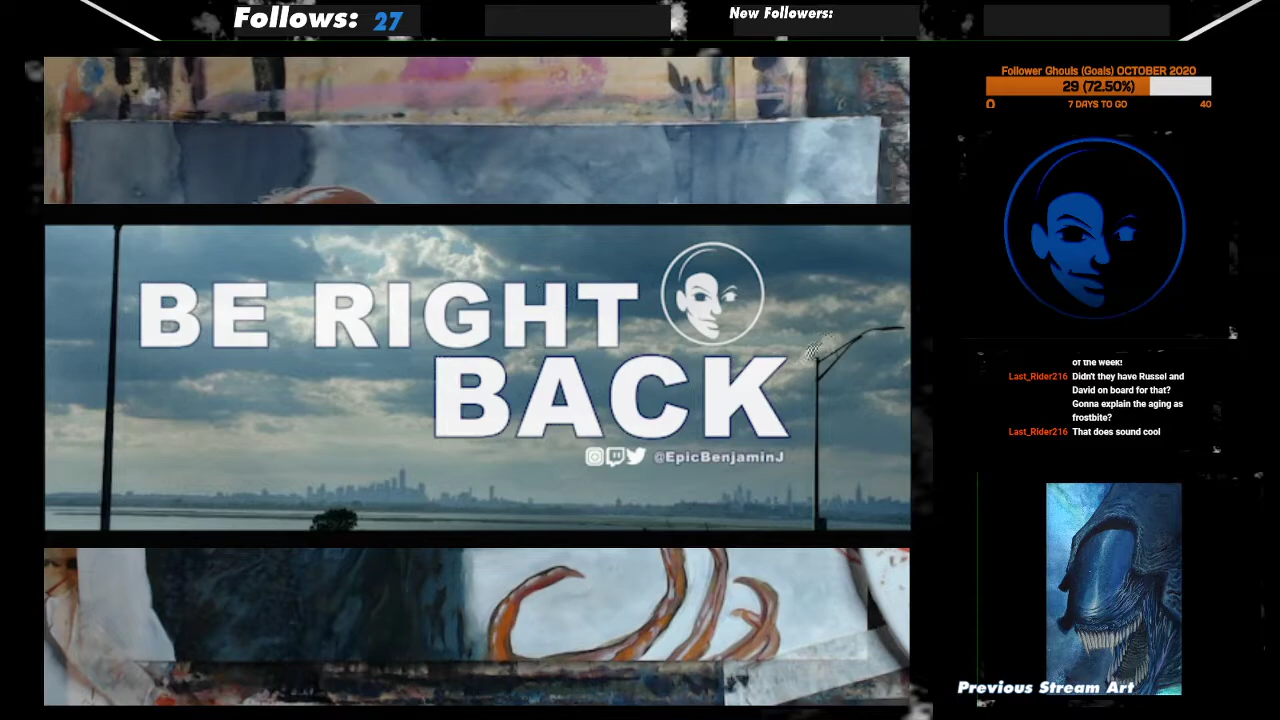 Follows: 27
New Followers:
Follower Ghouls (Goals) OCTOBER 2020
29 (72.50%)
0 7 DAYS TO GO 40
BE RIGHT
BACK
@EpicBenjaminJ
of the week!
Last_Rider216 Didn't they have Russel and
David on board for that?
Gonna explain the aging as
frostbite?
Last_Rider216 That does sound cool
Previous Stream Art